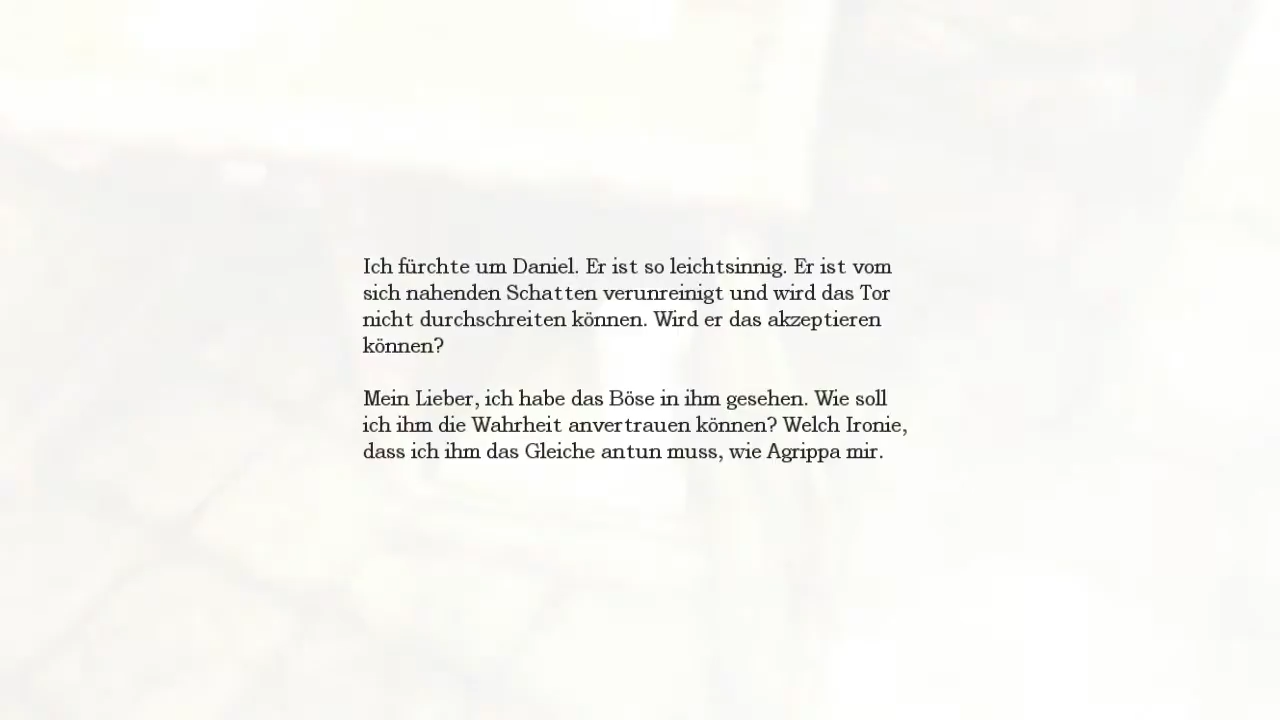 Ich fürchte um Daniel. Er ist so leichtsinnig. Er ist vom
sich nahenden Schatten verunreinigt und wird das Tor
nicht durchschreiten können. Wird er das akzeptieren
können?
Mein Lieber, ich habe das Böse in ihm gesehen. Wie soll
ich ihm die Wahrheit anvertrauen können? Welch Ironie,
dass ich ihm das Gleiche antun muss, wie Agrippa mir.